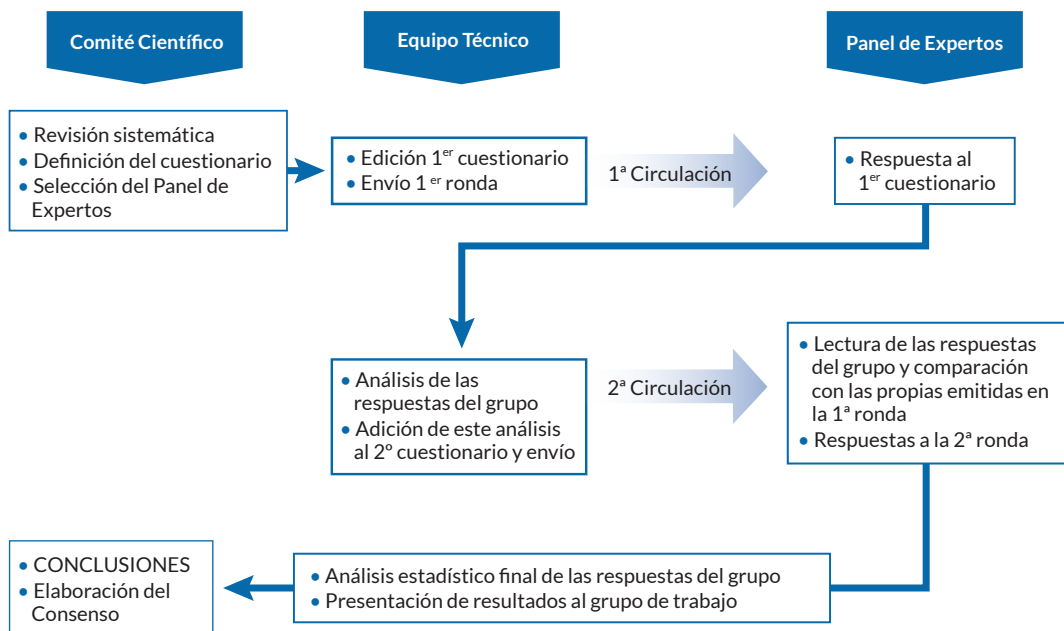 Comité Científico
Equipo Técnico
Panel de Expertos
• Revisión sistemática
• Definición del cuestionario
• Selección del Panel de
Expertos
• Edición 1er cuestionario
• Envío 1er ronda
1ª Circulación
• Respuesta al
1er cuestionario
• Análisis de las
respuestas del grupo
• Adición de este análisis
al 2º cuestionario y envío
2ª Circulación
• Lectura de las respuestas
del grupo y comparación
con las propias emitidas en
la 1ª ronda
• Respuestas a la 2ª ronda
• CONCLUSIONES
• Elaboración del
Consenso
• Análisis estadístico final de las respuestas del grupo
• Presentación de resultados al grupo de trabajo